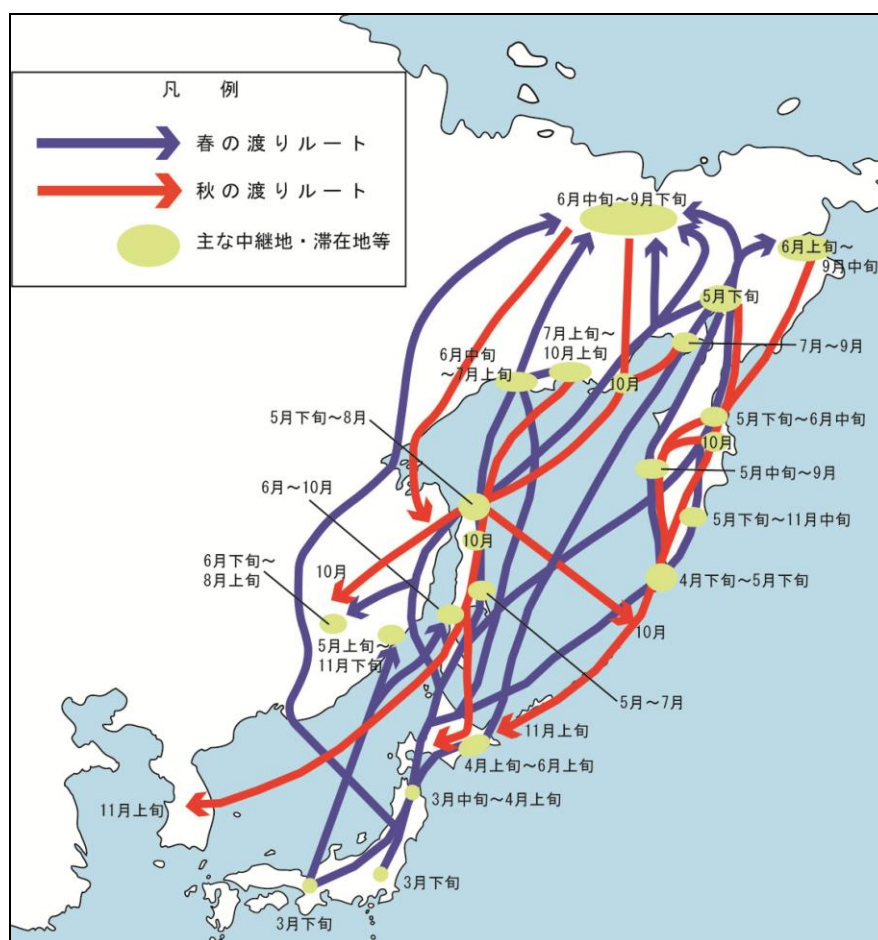 凡 例
春の渡りルート
秋の渡りルート
主な中継地・滞在地等
6月中旬～9月下旬
6月上旬～
9月中旬
5月下旬
7月上旬～
10月上旬
7月～9月
6月中旬
～7月上旬
10月
5月下旬～8月
5月下旬～6月中旬
10月
5月中旬～9月
6月～10月
5月下旬～11月中旬
10月
6月下旬～
8月上旬
10月
4月下旬～5月下旬
5月上旬～
11月下旬
10月
5月～7月
11月上旬
4月上旬～6月上旬
11月上旬
3月中旬～4月上旬
3月下旬
3月下旬